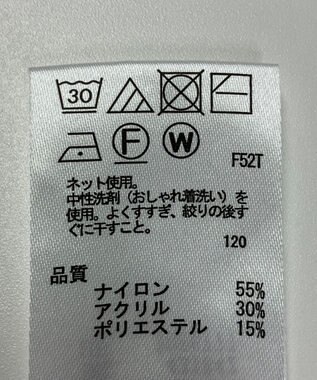 30
F W
F52T
ネット使用。
中性洗剤（おしゃれ着洗い）を
使用。よくすすぎ、絞りの後す
ぐに干すこと。
120
品質
ナイロン 55%
アクリル 30%
ポリエステル 15%